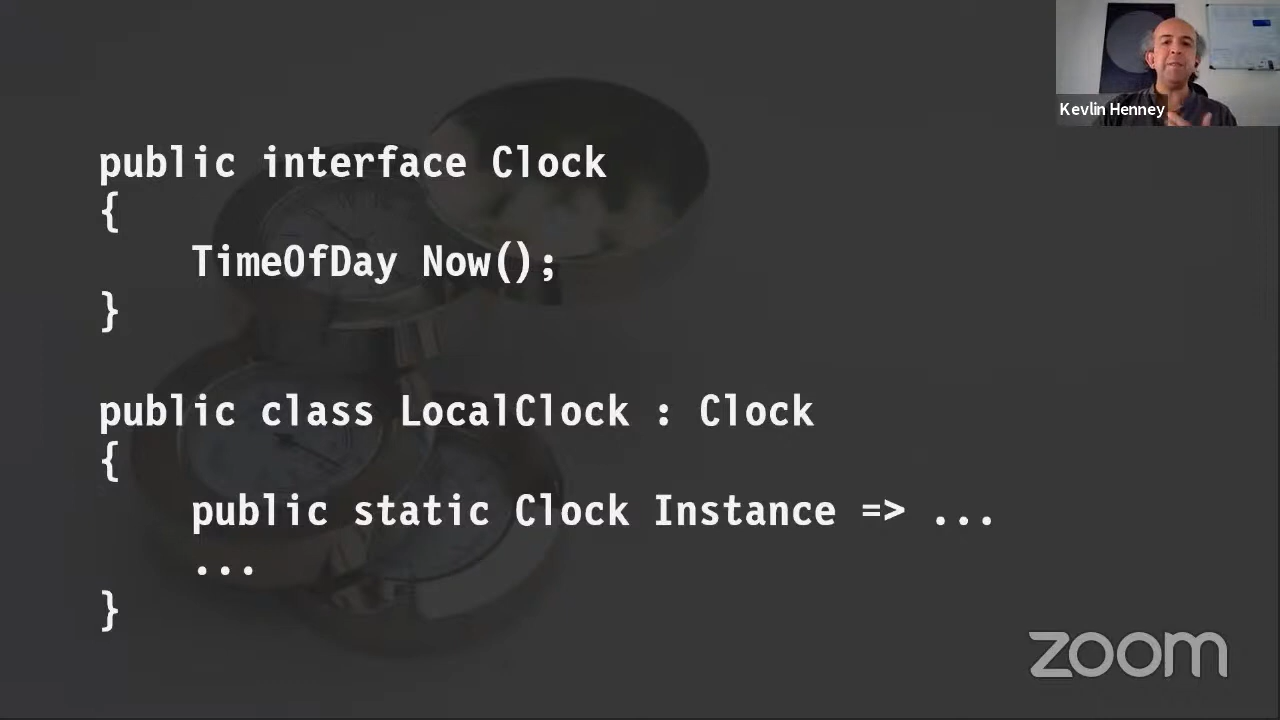 Kevlin Henney
public interface Clock
{
    TimeOfDay Now();
}
public class LocalClock : Clock
{
    public static Clock Instance => ...
    ...
}
zoom